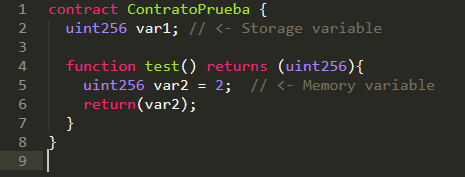 1 contract ContratoPrueba {
2   uint256 var1; // <- Storage variable
3
4   function test() returns (uint256){
5     uint256 var2 = 2;  // <- Memory variable
6     return(var2);
7   }
8 }
9